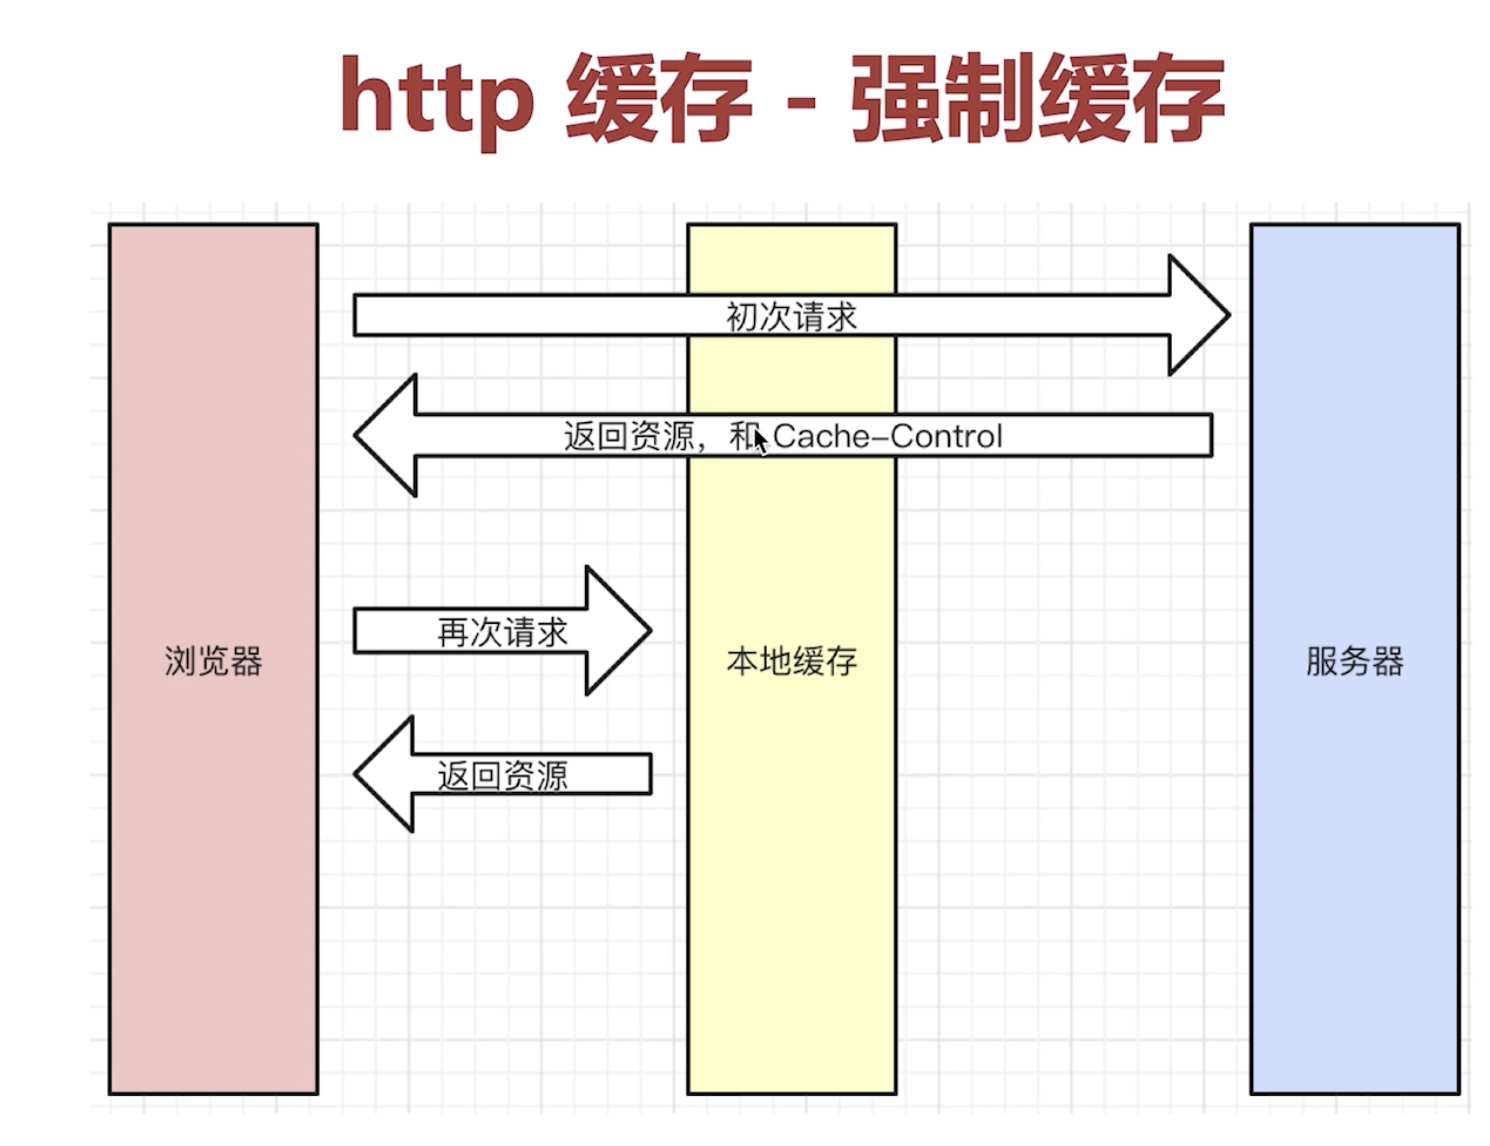 http 缓存 - 强制缓存
初次请求
返回资源，和 Cache-Control
再次请求
浏览器
本地缓存
服务器
返回资源